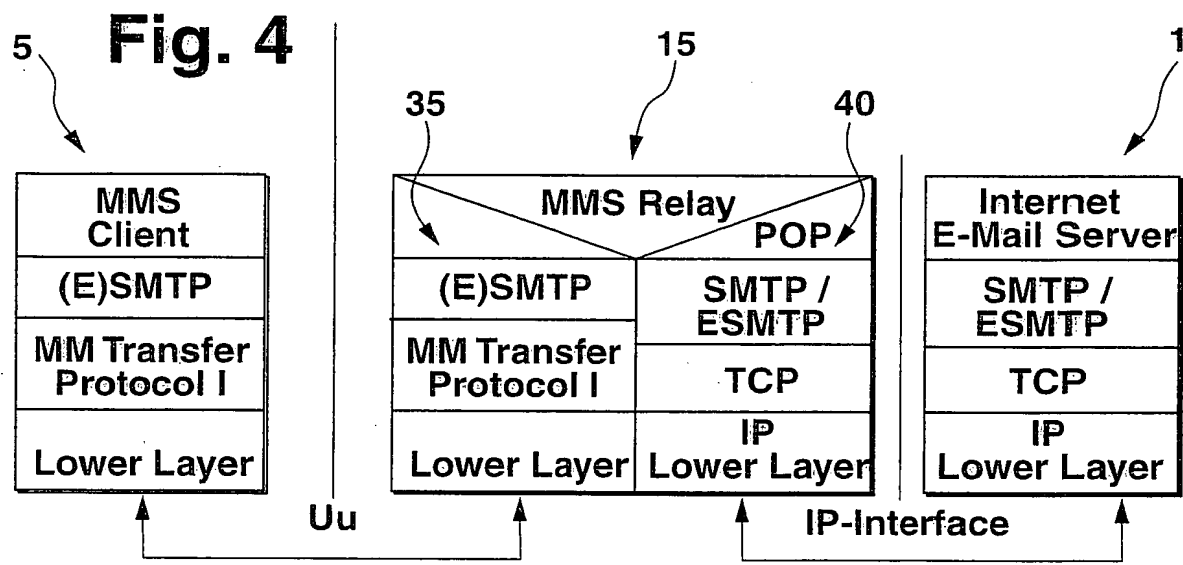 Fig. 4
5
15
1
35
40
MMS
Client
(E)SMTP
MM Transfer
Protocol I
Lower Layer
MMS Relay
POP
(E)SMTP
MM Transfer
Protocol I
Lower Layer
SMTP /
ESMTP
TCP
IP
Lower Layer
Internet
E-Mail Server
SMTP /
ESMTP
TCP
IP
Lower Layer
Uu
IP-Interface